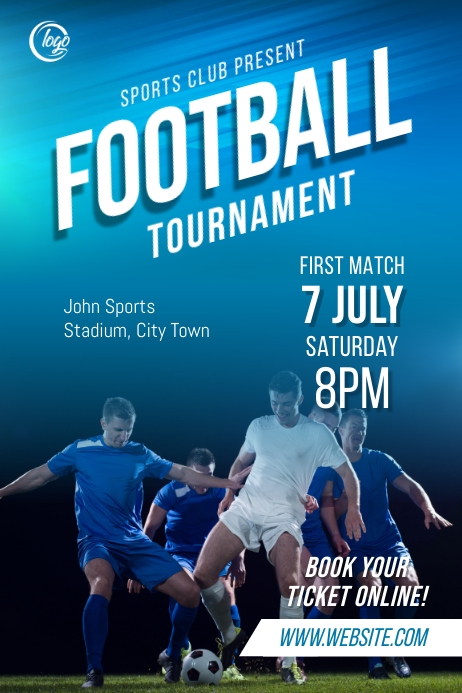 logo
SPORTS CLUB PRESENT
FOOTBALL
TOURNAMENT
FIRST MATCH
7 JULY
SATURDAY
8PM
John Sports
Stadium, City Town
BOOK YOUR
TICKET ONLINE!
WWW.WEBSITE.COM